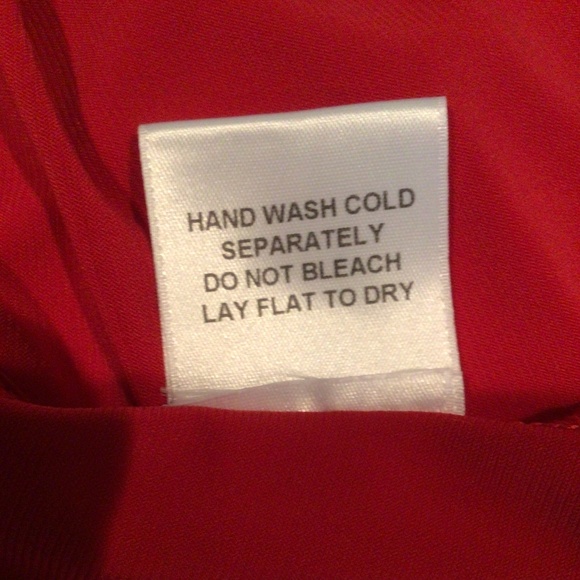 HAND WASH COLD
SEPARATELY
DO NOT BLEACH
LAY FLAT TO DRY